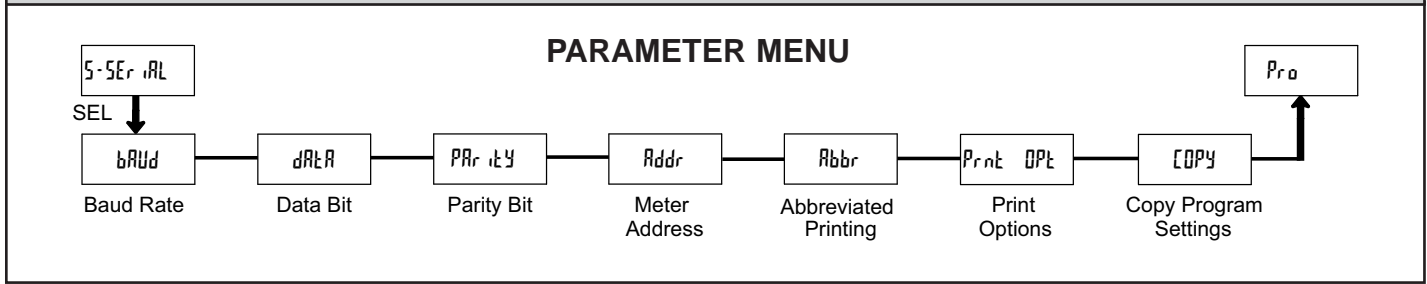 PARAMETER MENU
5-SEr iAL
Pro
SEL
bAUd
dAtA
PAr itY
Addr
Abbr
Prnt OPt
COPY
Baud Rate
Data Bit
Parity Bit
Meter
Address
Abbreviated
Printing
Print
Options
Copy Program
Settings